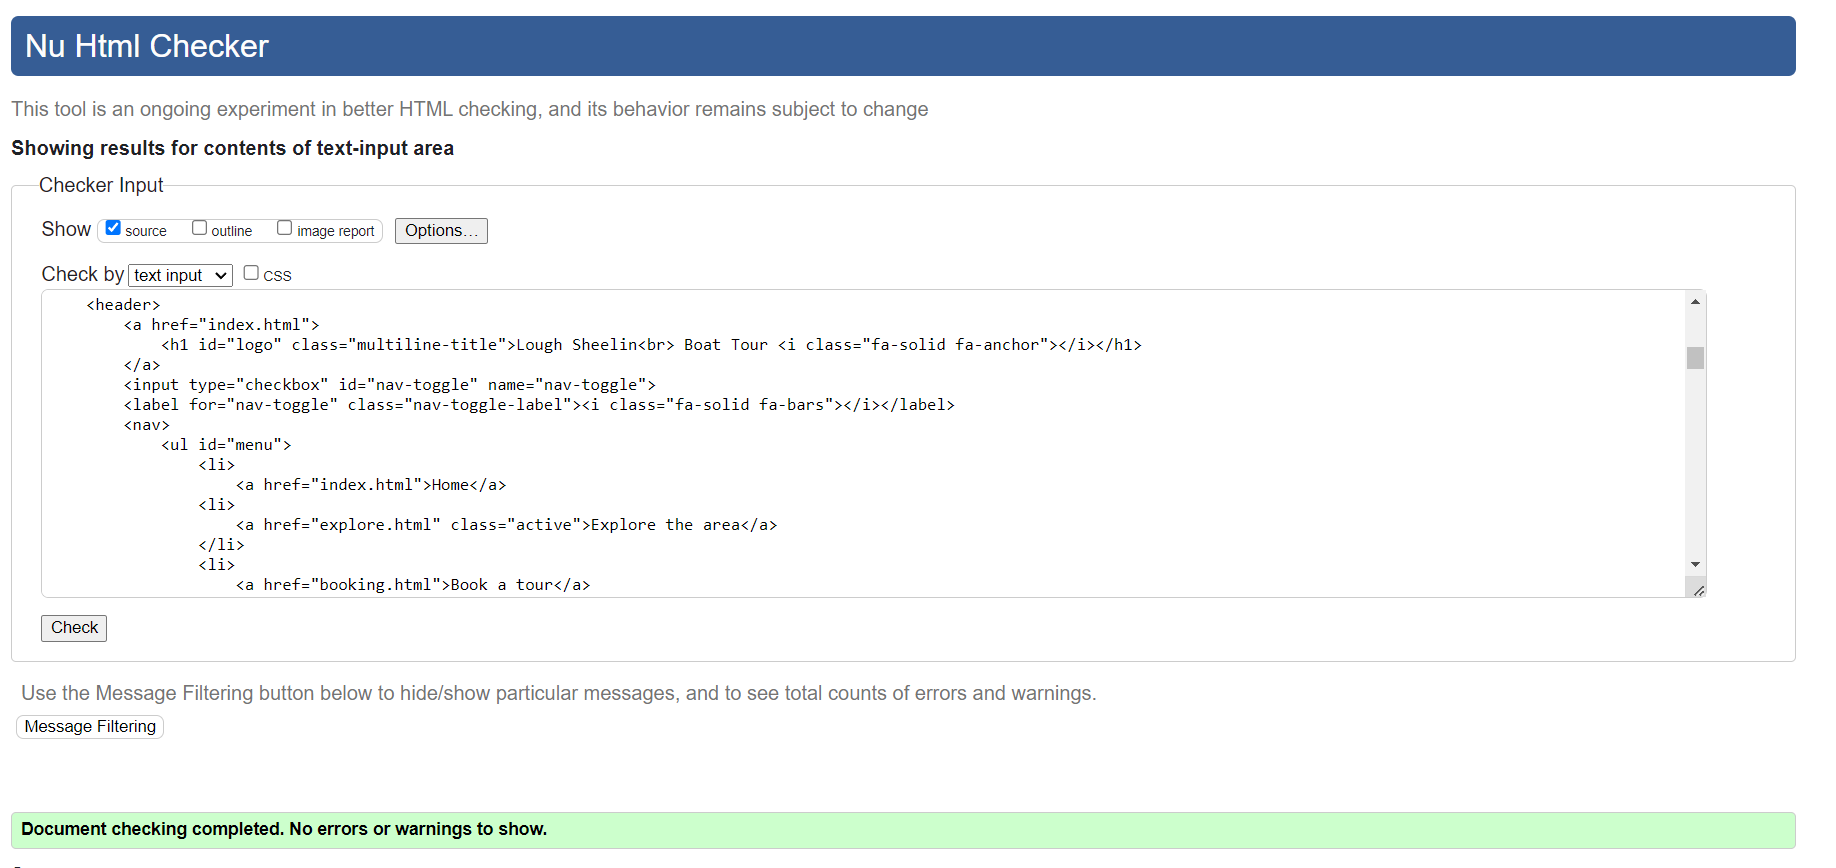 Nu Html Checker
This tool is an ongoing experiment in better HTML checking, and its behavior remains subject to change
Showing results for contents of text-input area
Checker Input
Show source outline image report Options...
Check by text input CSS
<header>
<a href="index.html">
<h1 id="logo" class="multiline-title">Lough Sheelin<br> Boat Tour <i class="fa-solid fa-anchor"></i></h1>
</a>
<input type="checkbox" id="nav-toggle" name="nav-toggle">
<label for="nav-toggle" class="nav-toggle-label"><i class="fa-solid fa-bars"></i></label>
<nav>
<ul id="menu">
<li>
<a href="index.html">Home</a>
<li>
<a href="explore.html" class="active">Explore the area</a>
</li>
<li>
<a href="booking.html">Book a tour</a>
Check
Use the Message Filtering button below to hide/show particular messages, and to see total counts of errors and warnings.
Message Filtering
Document checking completed. No errors or warnings to show.